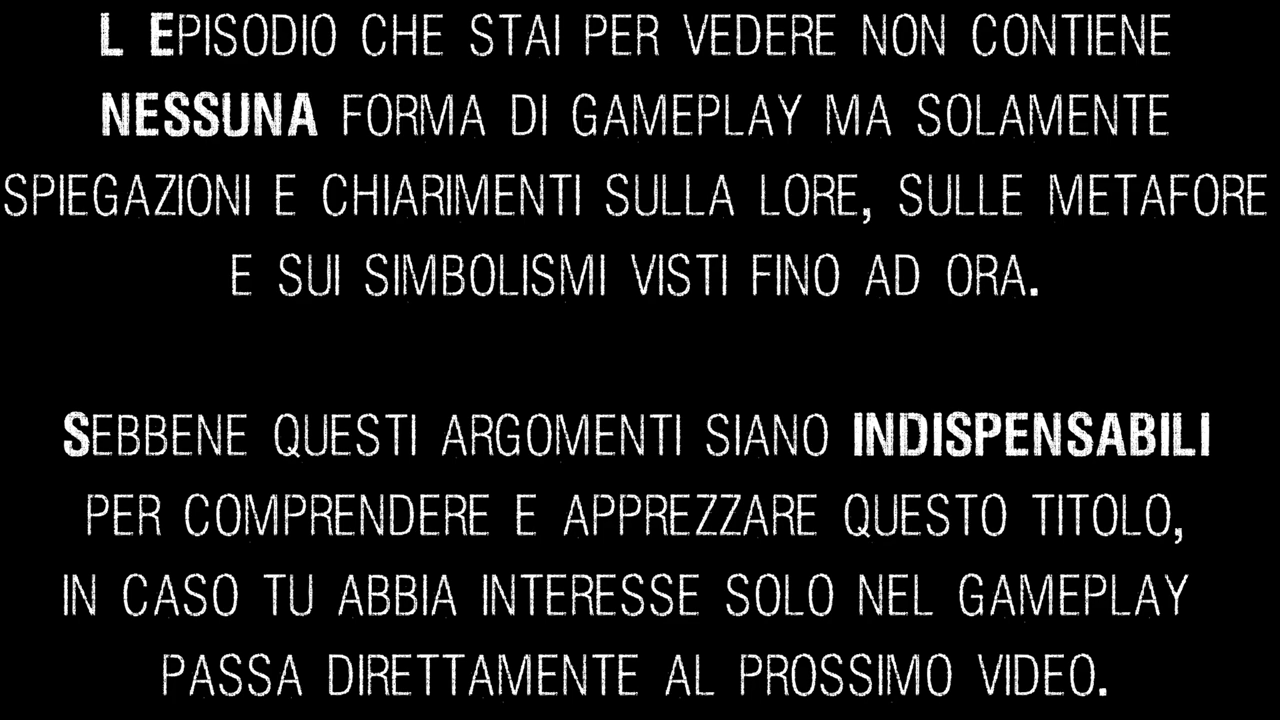 L EPISODIO CHE STAI PER VEDERE NON CONTIENE
NESSUNA FORMA DI GAMEPLAY MA SOLAMENTE
SPIEGAZIONI E CHIARIMENTI SULLA LORE, SULLE METAFORE
E SUI SIMBOLISMI VISTI FINO AD ORA.
SEBBENE QUESTI ARGOMENTI SIANO INDISPENSABILI
PER COMPRENDERE E APPREZZARE QUESTO TITOLO,
IN CASO TU ABBIA INTERESSE SOLO NEL GAMEPLAY
PASSA DIRETTAMENTE AL PROSSIMO VIDEO.